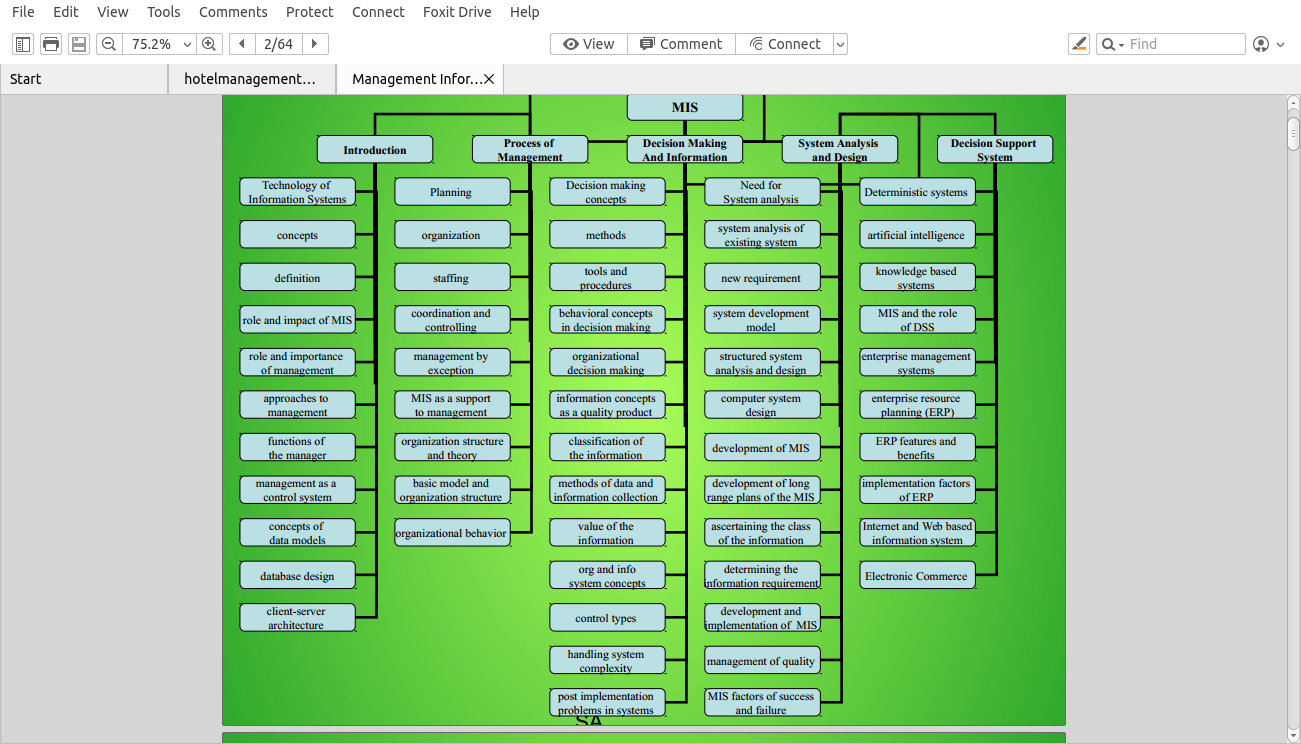 File Edit View Tools Comments Protect Connect Foxit Drive Help
75.2% 2/64 View Comment Connect Find
Start hotelmanagement... Management Infor...
MIS
Introduction
Process of
Management
Decision Making
And Information
System Analysis
and Design
Decision Support
System
Technology of
Information Systems
concepts
definition
role and impact of MIS
role and importance
of management
approaches to
management
functions of
the manager
management as a
control system
concepts of
data models
database design
client-server
architecture
Planning
organization
staffing
coordination and
controlling
management by
exception
MIS as a support
to management
organization structure
and theory
basic model and
organization structure
organizational behavior
Decision making
concepts
methods
tools and
procedures
behavioral concepts
in decision making
organizational
decision making
information concepts
as a quality product
classification of
the information
methods of data and
information collection
value of the
information
org and info
system concepts
control types
handling system
complexity
post implementation
problems in systems
Need for
System analysis
system analysis of
existing system
new requirement
system development
model
structured system
analysis and design
computer system
design
development of MIS
development of long
range plans of the MIS
ascertaining the class
of the information
determining the
information requirement
development and
implementation of MIS
management of quality
MIS factors of success
and failure
Deterministic systems
artificial intelligence
knowledge based
systems
MIS and the role
of DSS
enterprise management
systems
enterprise resource
planning (ERP)
ERP features and
benefits
implementation factors
of ERP
Internet and Web based
information system
Electronic Commerce
SA